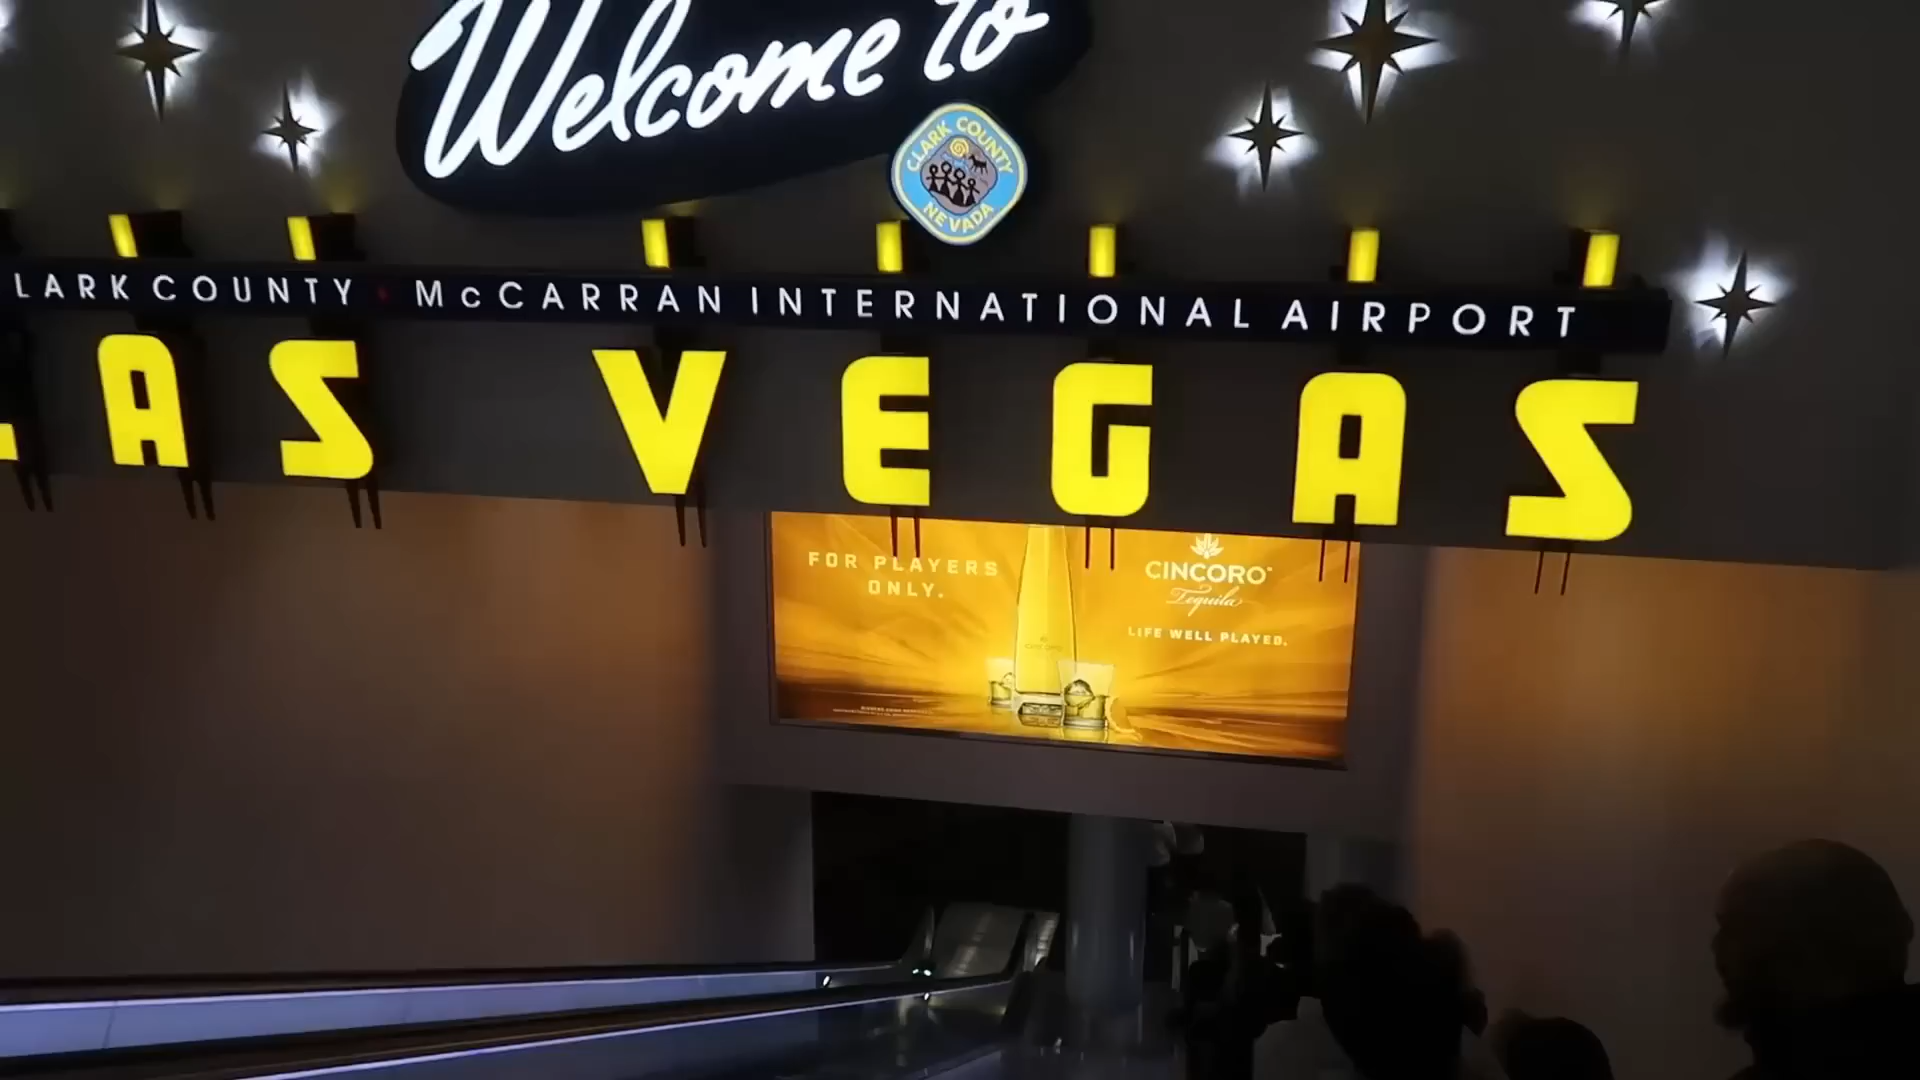 Welcome to
CLARK COUNTY
NEVADA
LARK COUNTY · McCARRAN INTERNATIONAL AIRPORT
AS VEGAS
FOR PLAYERS
ONLY.
CINCORO™
Tequila
LIFE WELL PLAYED.
CINCORO